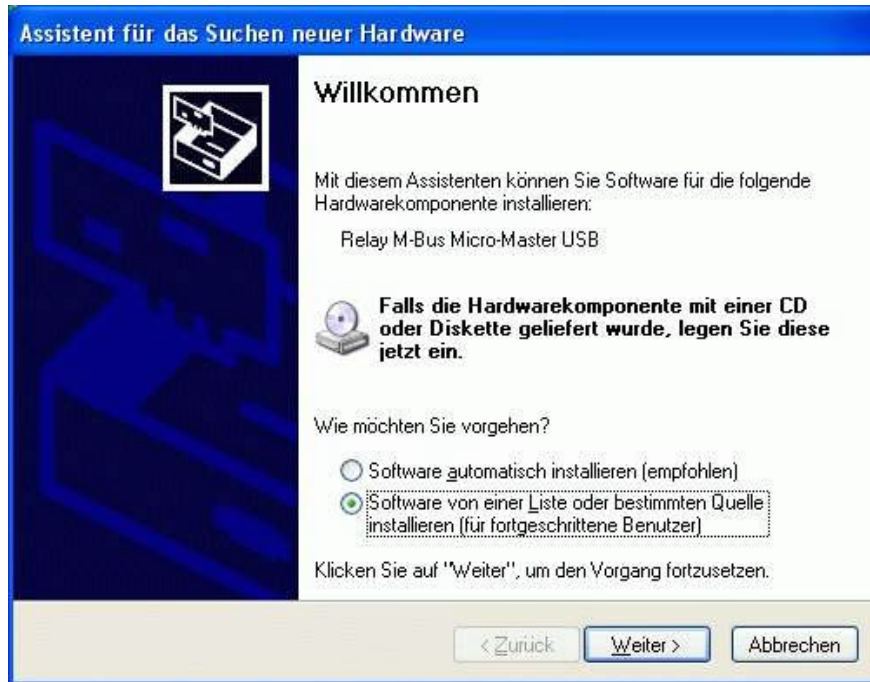 Assistent für das Suchen neuer Hardware
Willkommen
Mit diesem Assistenten können Sie Software für die folgende
Hardwarekomponente installieren:
Relay M-Bus Micro-Master USB
Falls die Hardwarekomponente mit einer CD
oder Diskette geliefert wurde, legen Sie diese
jetzt ein.
Wie möchten Sie vorgehen?
Software automatisch installieren (empfohlen)
Software von einer Liste oder bestimmten Quelle
installieren (für fortgeschrittene Benutzer)
Klicken Sie auf "Weiter", um den Vorgang fortzusetzen.
< Zurück Weiter > Abbrechen